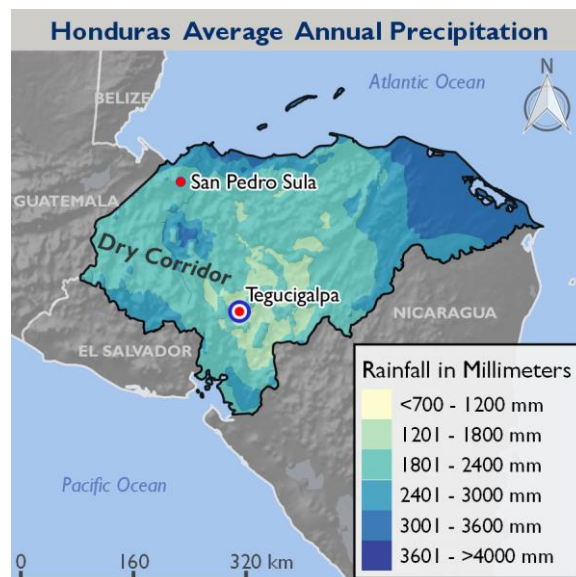 Honduras Average Annual Precipitation
Atlantic Ocean
N
BELIZE
San Pedro Sula
GUATEMALA
Dry Corridor
Tegucigalpa
NICARAGUA
EL SALVADOR
Pacific Ocean
Rainfall in Millimeters
<700 - 1200 mm
1201 - 1800 mm
1801 - 2400 mm
2401 - 3000 mm
3001 - 3600 mm
3601 - >4000 mm
0 160 320 km